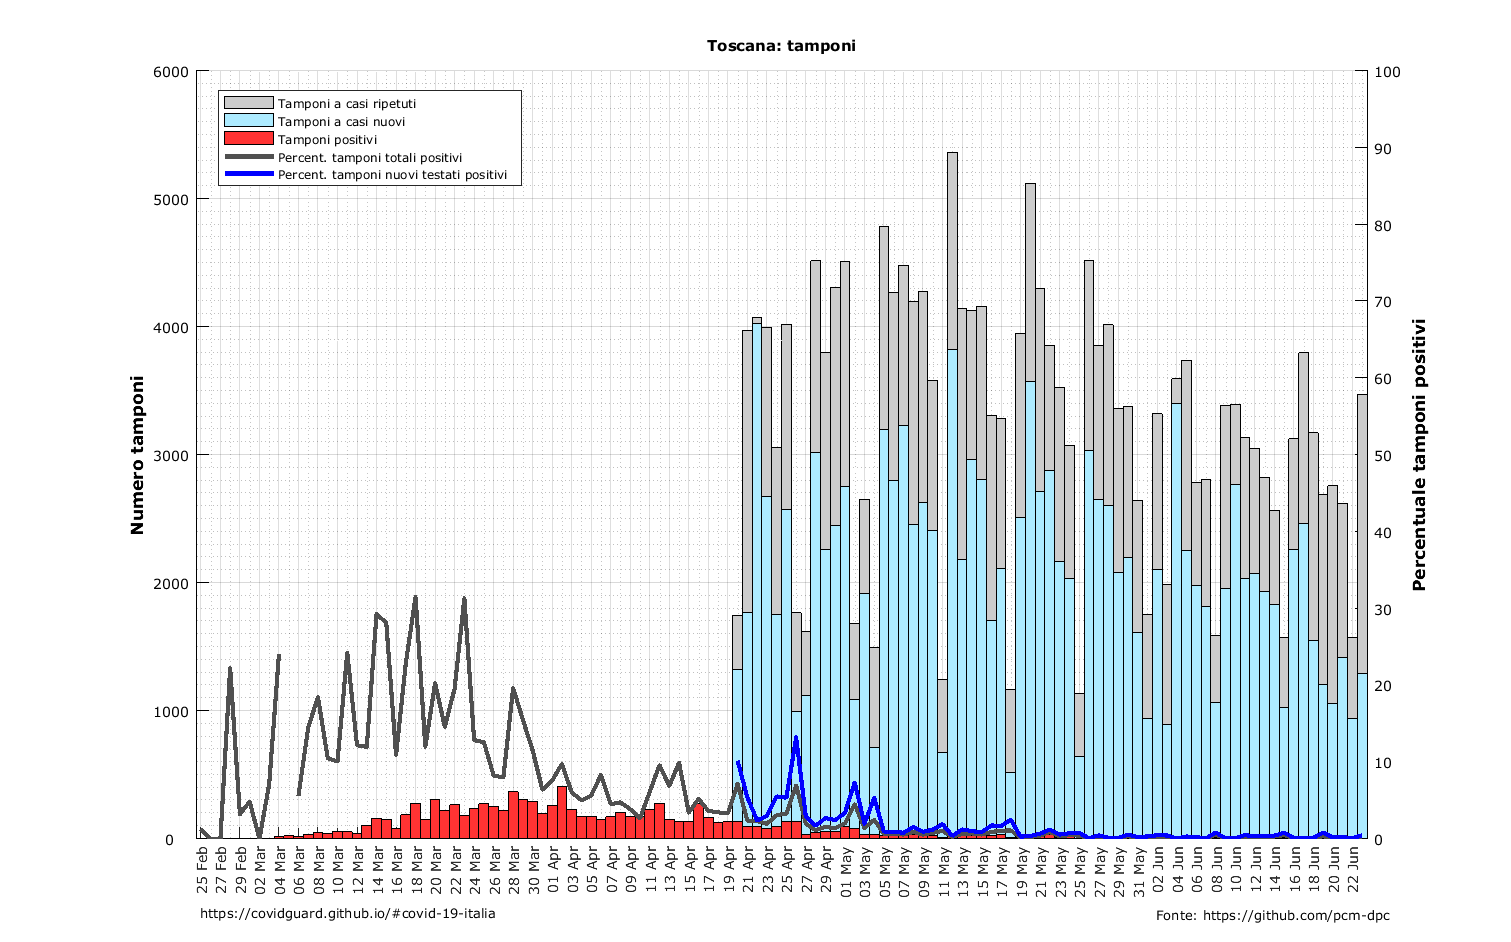 Toscana: tamponi
6000
5000
4000
3000
2000
1000
0
Numero tamponi
Tamponi a casi ripetuti
Tamponi a casi nuovi
Tamponi positivi
Percent. tamponi totali positivi
Percent. tamponi nuovi testati positivi
100
90
80
70
60
50
40
30
20
10
0
Percentuale tamponi positivi
25 Feb
27 Feb
29 Feb
02 Mar
04 Mar
06 Mar
08 Mar
10 Mar
12 Mar
14 Mar
16 Mar
18 Mar
20 Mar
22 Mar
24 Mar
26 Mar
28 Mar
30 Mar
01 Apr
03 Apr
05 Apr
07 Apr
09 Apr
11 Apr
13 Apr
15 Apr
17 Apr
19 Apr
21 Apr
23 Apr
25 Apr
27 Apr
29 Apr
01 May
03 May
05 May
07 May
09 May
11 May
13 May
15 May
17 May
19 May
21 May
23 May
25 May
27 May
29 May
31 May
02 Jun
04 Jun
06 Jun
08 Jun
10 Jun
12 Jun
14 Jun
16 Jun
18 Jun
20 Jun
22 Jun
https://covidguard.github.io/#covid-19-italia
Fonte: https://github.com/pcm-dpc